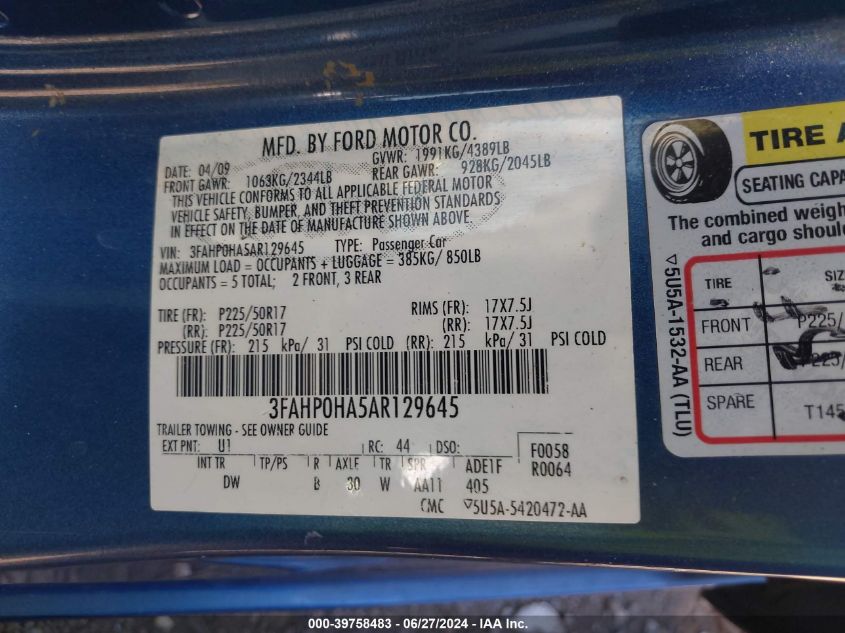 MFD. BY FORD MOTOR CO.
DATE: 04/09 GVWR: 1991KG/4389LB
FRONT GAWR: 1063KG/2344LB REAR GAWR: 928KG/2045LB
THIS VEHICLE CONFORMS TO ALL APPLICABLE FEDERAL MOTOR
VEHICLE SAFETY, BUMPER, AND THEFT PREVENTION STANDARDS
IN EFFECT ON THE DATE OF MANUFACTURE SHOWN ABOVE.
VIN: 3FAHP0HA5AR129645 TYPE: Passenger Car
MAXIMUM LOAD = OCCUPANTS + LUGGAGE = 385KG/ 850LB
OCCUPANTS = 5 TOTAL; 2 FRONT, 3 REAR
TIRE (FR): P225/50R17 RIMS (FR): 17X7.5J
(RR): P225/50R17 (RR): 17X7.5J
PRESSURE (FR): 215 kPa/ 31 PSI COLD (RR): 215 kPa/ 31 PSI COLD
3FAHP0HA5AR129645
TRAILER TOWING - SEE OWNER GUIDE
EXT PNT: U1 RC: 44 DSO: F0058
INT TR TP/PS R AXLE TR SPR ADE1F R0064
DW B 30 W AA11 405
CMC ▽5U5A-5420472-AA
TIRE A
SEATING CAPA
The combined weigh
and cargo shoul
▽5U5A-1532-AA (TLU)
TIRE SIZ
FRONT P225/
REAR P225/
SPARE T145
000-39758483 - 06/27/2024 - IAAI.com.